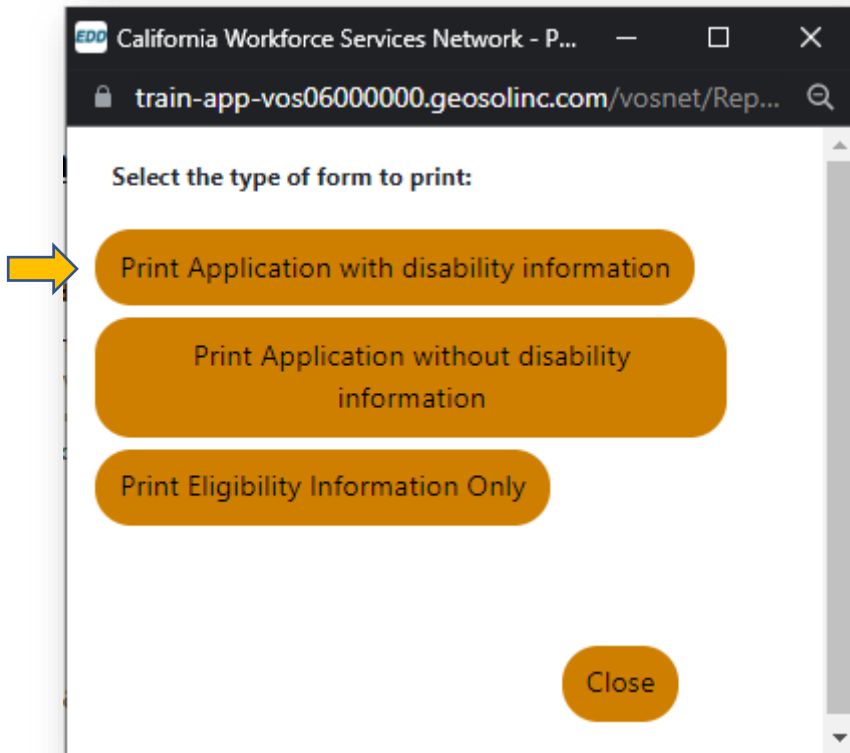 EDD California Workforce Services Network - P...
train-app-vos06000000.geosolinc.com/vosnet/Rep...
Select the type of form to print:
Print Application with disability information
Print Application without disability
information
Print Eligibility Information Only
Close